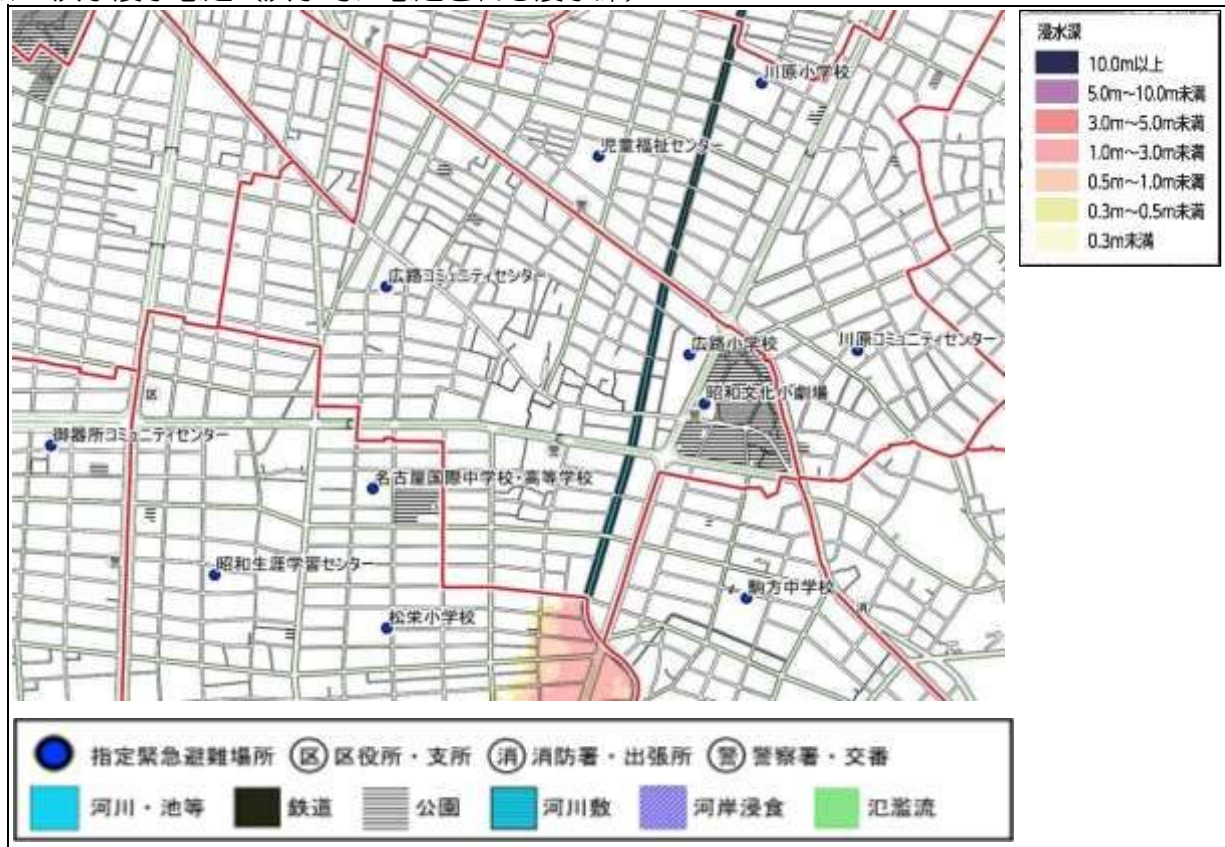 川原小学校
児童福祉センター
広路コミュニティセンター
広路小学校
川原コミュニティセンター
昭和文化小劇場
区
御器所コミュニティセンター
名古屋国際中学校・高等学校
昭和生涯学習センター
駒方中学校
松栄小学校
浸水深
10.0m以上
5.0m～10.0m未満
3.0m～5.0m未満
1.0m～3.0m未満
0.5m～1.0m未満
0.3m～0.5m未満
0.3m未満
指定緊急避難場所 区 区役所・支所 消 消防署・出張所 警 警察署・交番
河川・池等 鉄道 公園 河川敷 河岸浸食 氾濫流